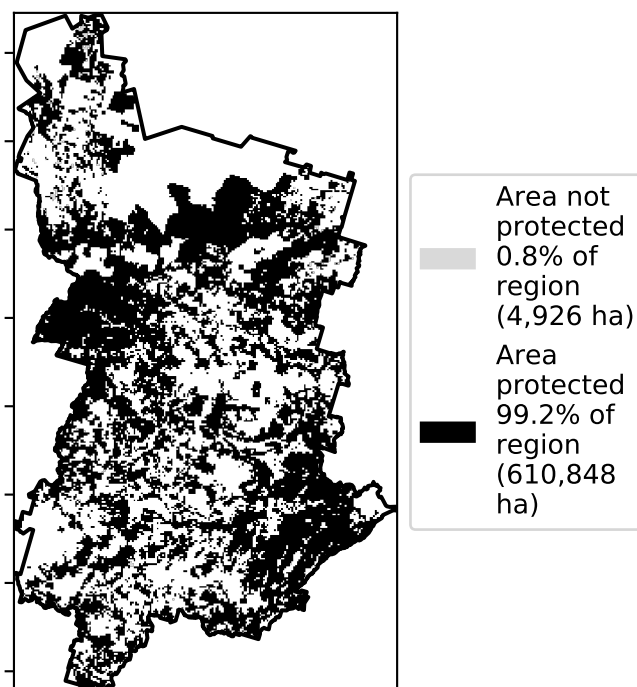 Area not
protected
0.8% of
region
(4,926 ha)
Area
protected
99.2% of
region
(610,848
ha)